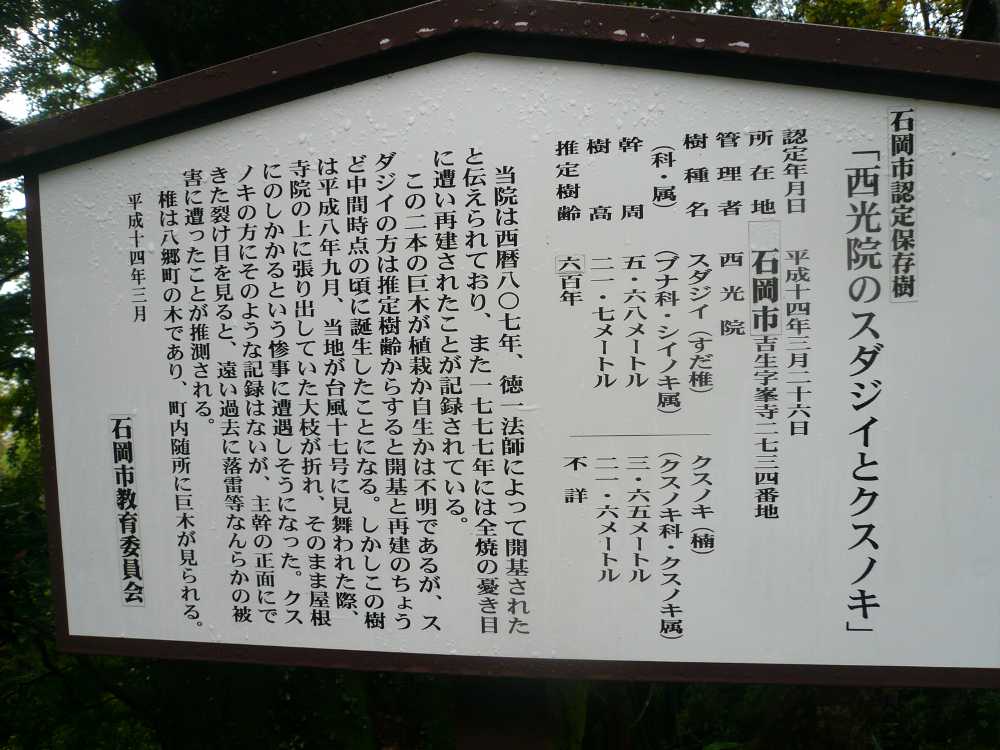 石岡市認定保存樹
「西光院のスダジイとクスノキ」
認定年月日 平成十四年三月二十六日
所在地 石岡市吉生字峯寺二七三四番地
管理者 西光院
樹種名 スダジイ（すだ椎） クスノキ（楠）
（科・属） （ブナ科・シイノキ属） （クスノキ科・クスノキ属）
幹周 五・六八メートル 三・六五メートル
樹高 二一・七メートル 二一・六メートル
推定樹齢 六百年 不詳
当院は西暦八〇七年、徳一法師によって開基された
と伝えられており、また一七七七年には全焼の憂き目
に遭い再建されたことが記録されている。
この二本の巨木が植栽か自生かは不明であるが、ス
ダジイの方は推定樹齢からすると開基と再建のちょう
ど中間時点の頃に誕生したことになる。しかしこの樹
は平成八年九月、当地が台風十七号に見舞われた際、
寺院の上に張り出していた大枝が折れ、そのまま屋根
にのしかかるという惨事に遭遇しそうになった。クス
ノキの方にそのような記録はないが、主幹の正面にで
きた裂け目を見ると、遠い過去に落雷等なんらかの被
害に遭ったことが推測される。
椎は八郷町の木であり、町内随所に巨木が見られる。
平成十四年三月
石岡市教育委員会